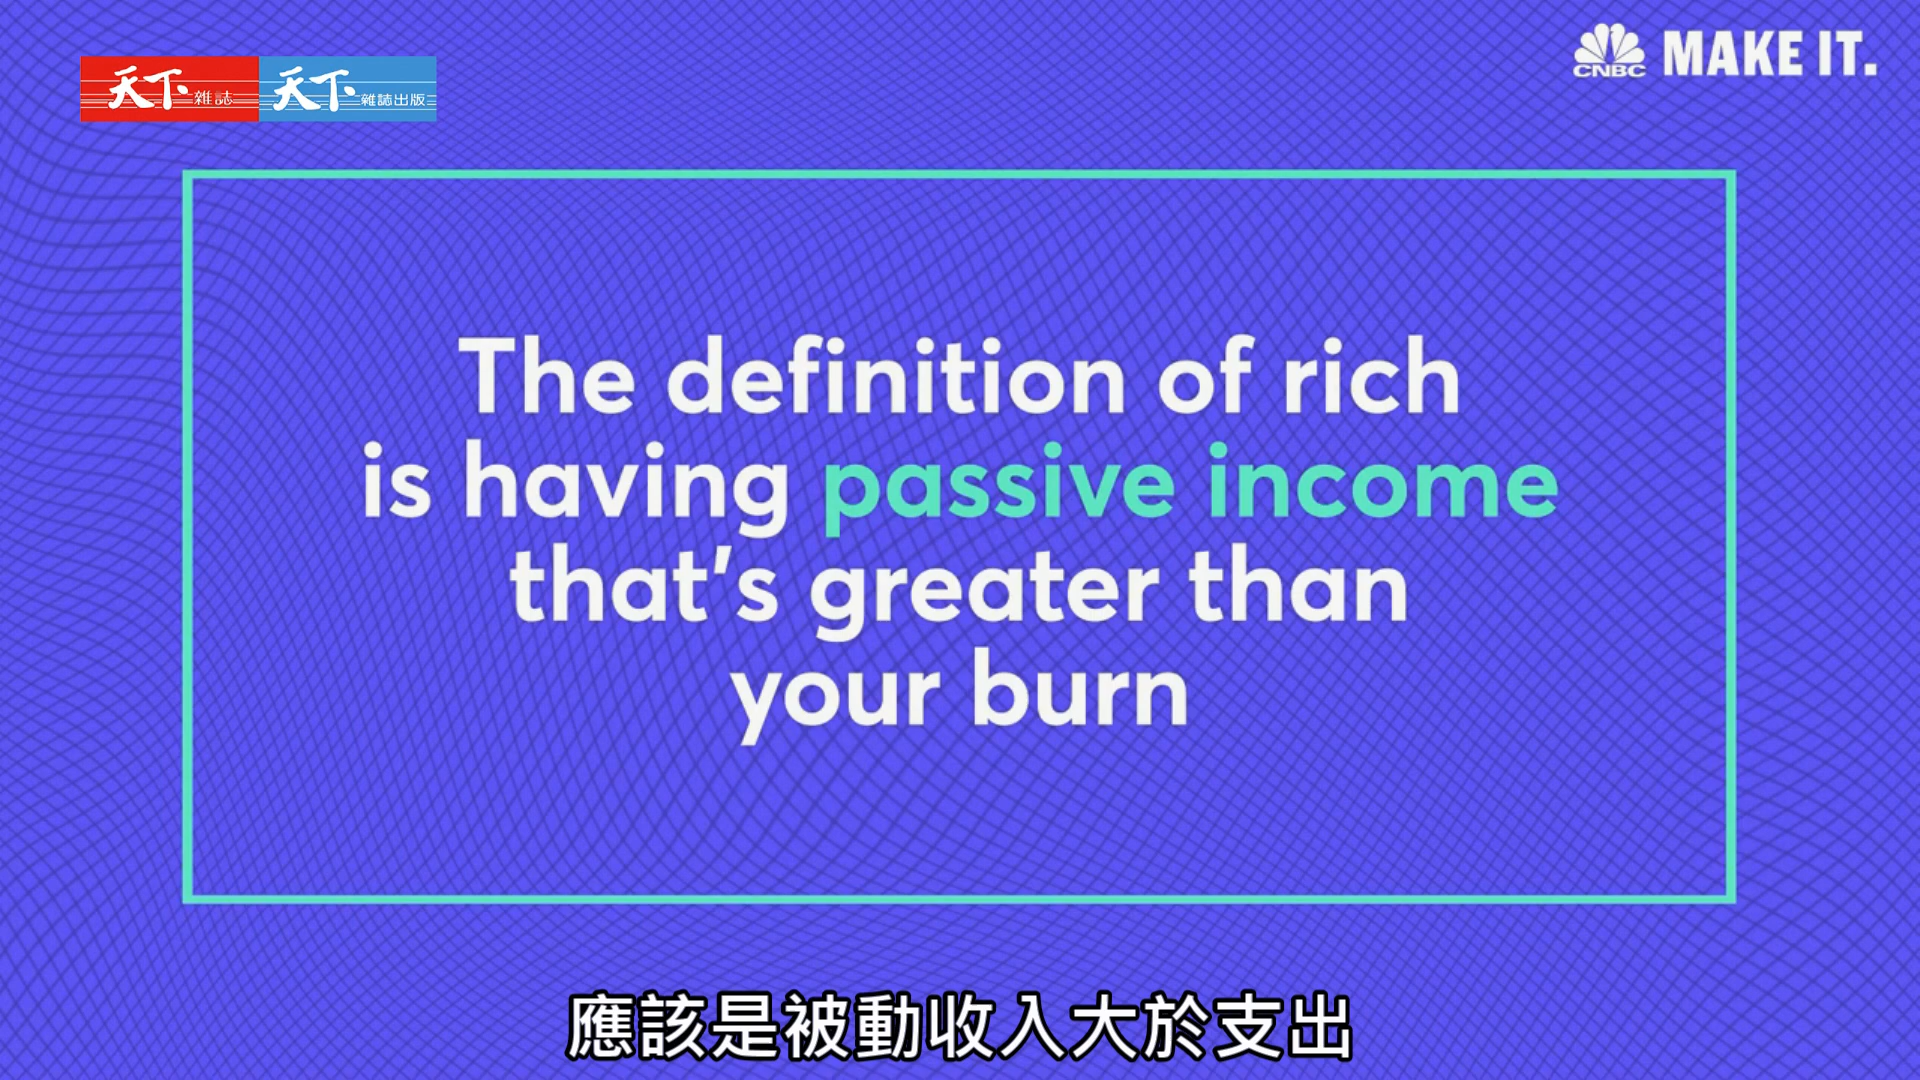 天下雜誌 天下雜誌出版
CNBC MAKE IT.
The definition of rich
is having passive income
that's greater than
your burn
應該是被動收入大於支出